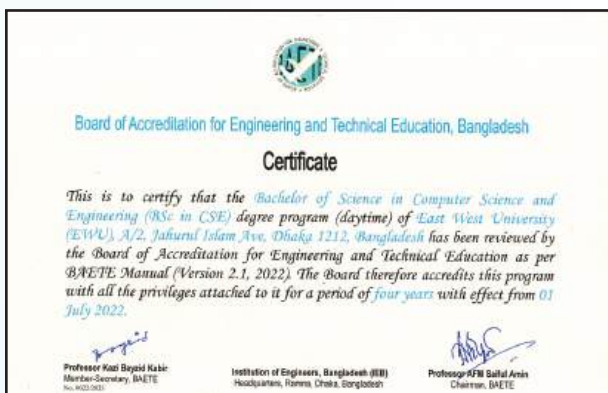 Board of Accreditation for Engineering and Technical Education, Bangladesh
Certificate
This is to certify that the Bachelor of Science in Computer Science and
Engineering (BSc in CSE) degree program (daytime) of East West University
(EWU), A/2, Jahurul Islam Ave, Dhaka 1212, Bangladesh has been reviewed by
the Board of Accreditation for Engineering and Technical Education as per
BAETE Manual (Version 2.1, 2022). The Board therefore accredits this program
with all the privileges attached to it for a period of four years with effect from 01
July 2022.
Professor Kazi Bayzid Kabir
Member-Secretary, BAETE
Institution of Engineers, Bangladesh (IEB)
Headquarters, Ramna, Dhaka, Bangladesh
Professor AFM Saiful Amin
Chairman, BAETE